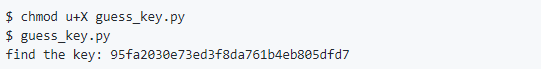 $ chmod u+X guess_key.py
$ guess_key.py
find the key: 95fa2030e73ed3f8da761b4eb805dfd7